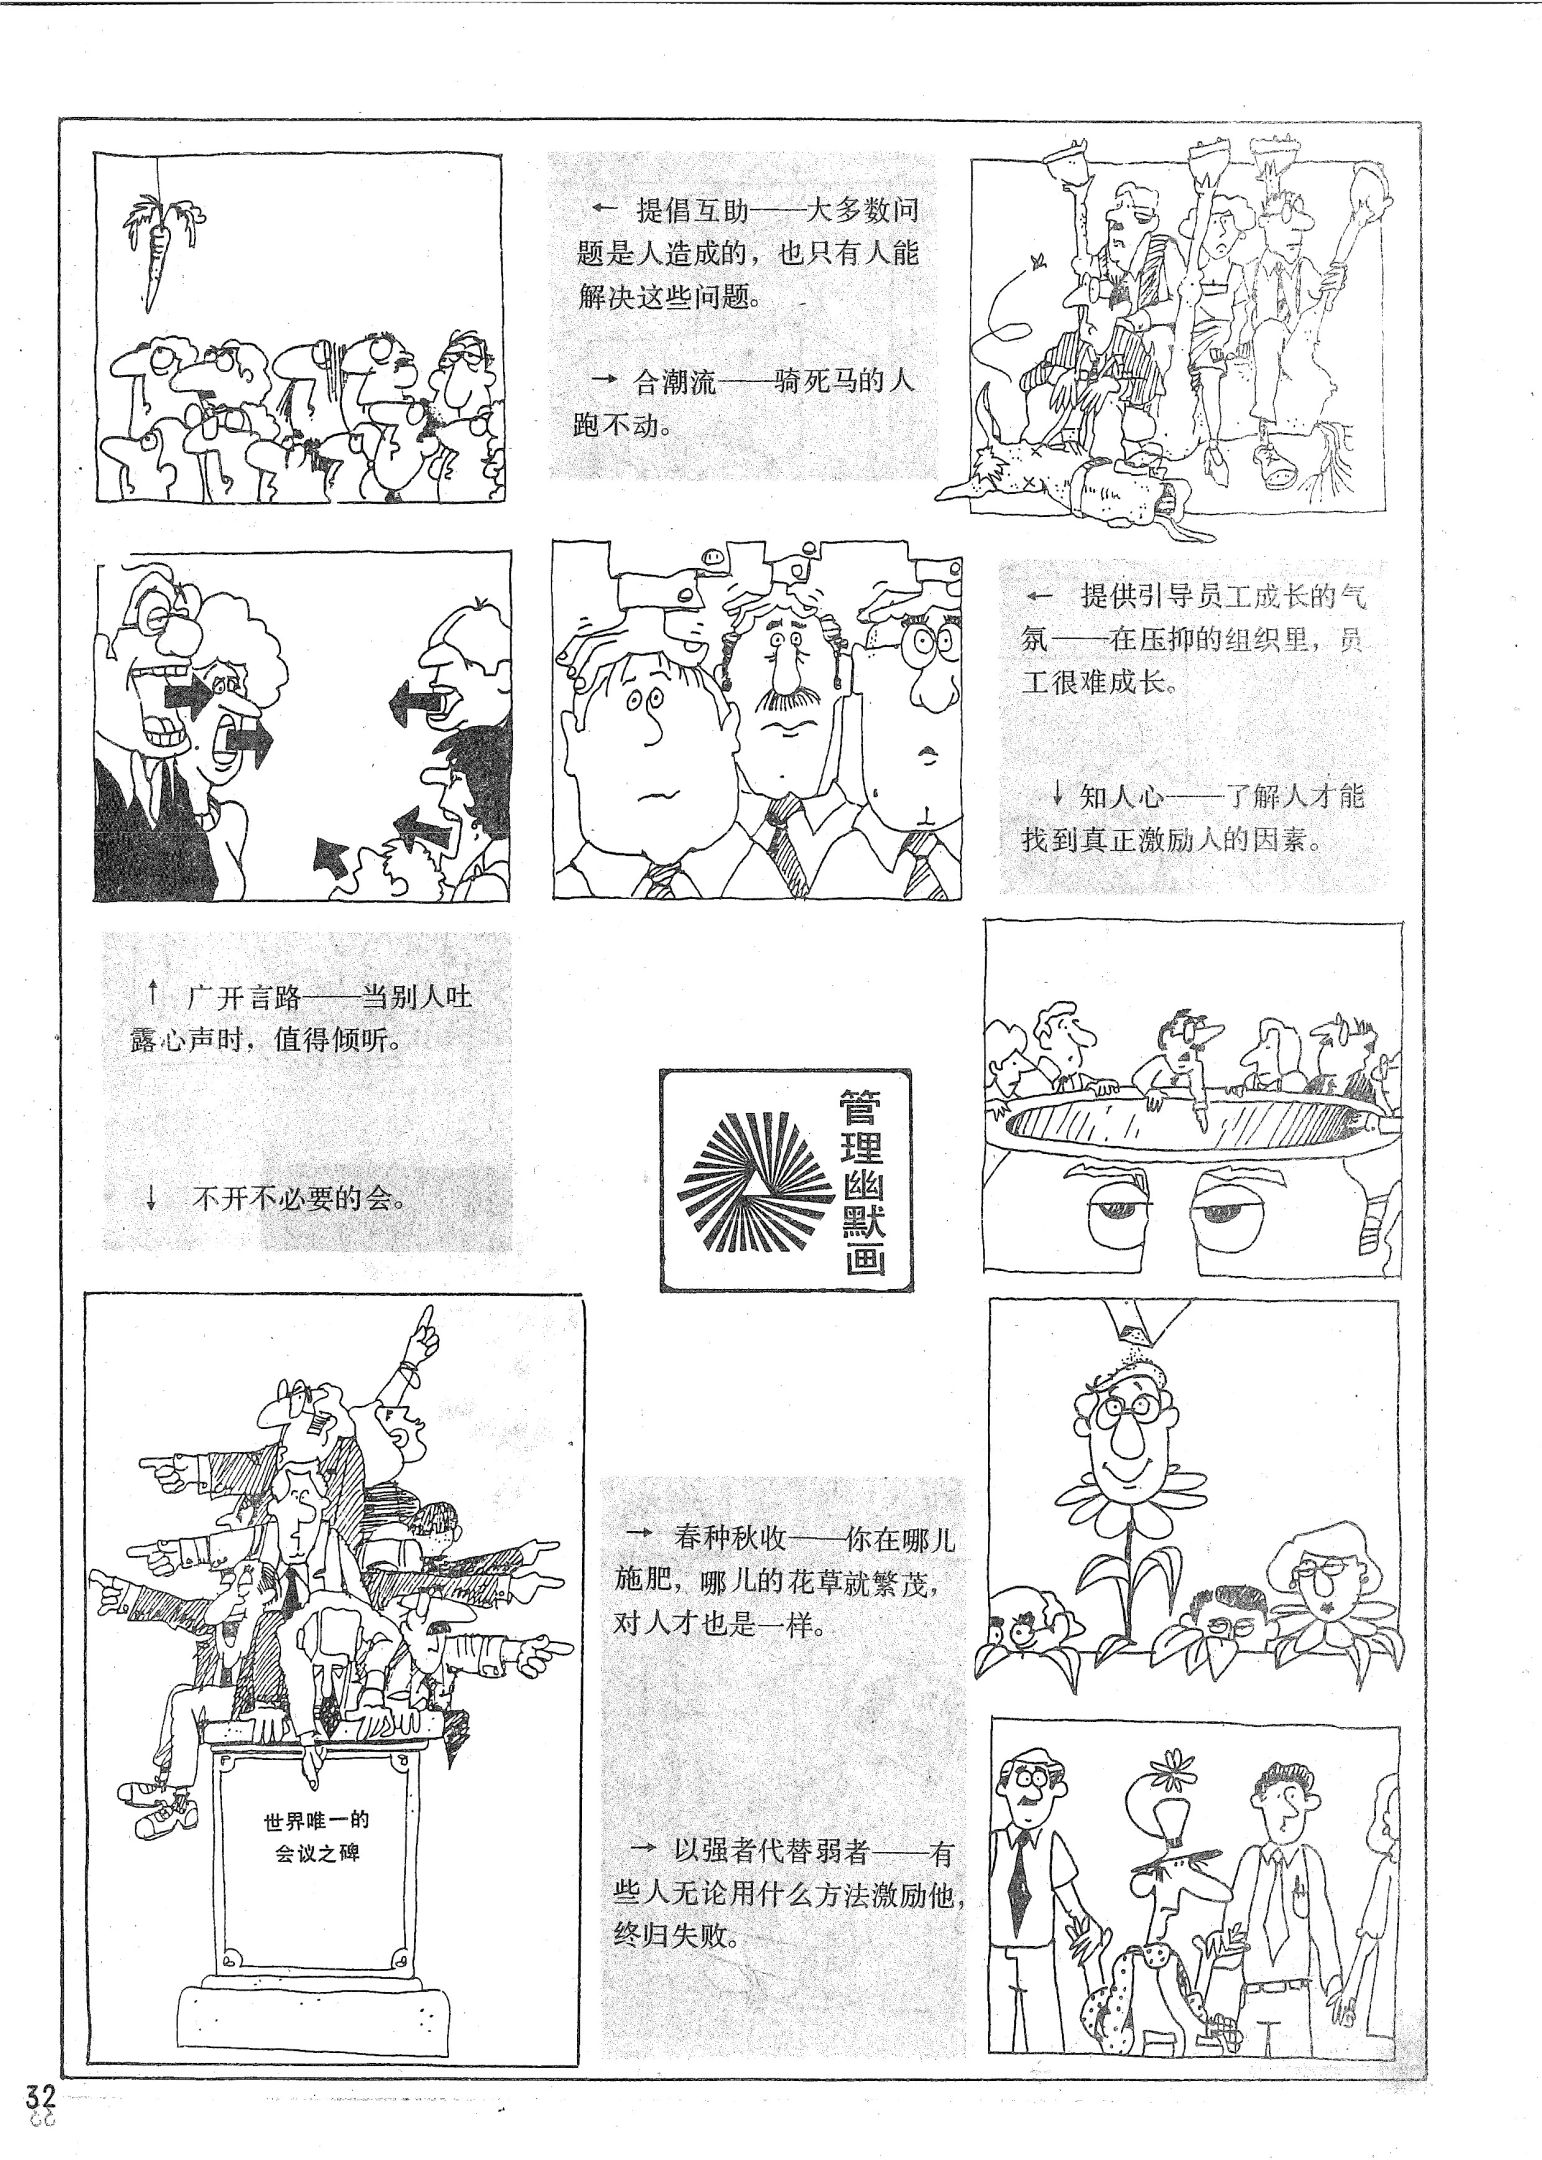 ← 提倡互助——大多数问
题是人造成的，也只有人能
解决这些问题。
→ 合潮流——骑死马的人
跑不动。
← 提供引导员工成长的气
氛——在压抑的组织里，员
工很难成长。
↓ 知人心——了解人才能
找到真正激励人的因素。
↑ 广开言路——当别人吐
露心声时，值得倾听。
↓ 不开不必要的会。
管理幽默画
世界唯一的
会议之碑
→ 春种秋收——你在哪儿
施肥，哪儿的花草就繁茂，
对人才也是一样。
→ 以强者代替弱者——有
些人无论用什么方法激励他，
终归失败。
32